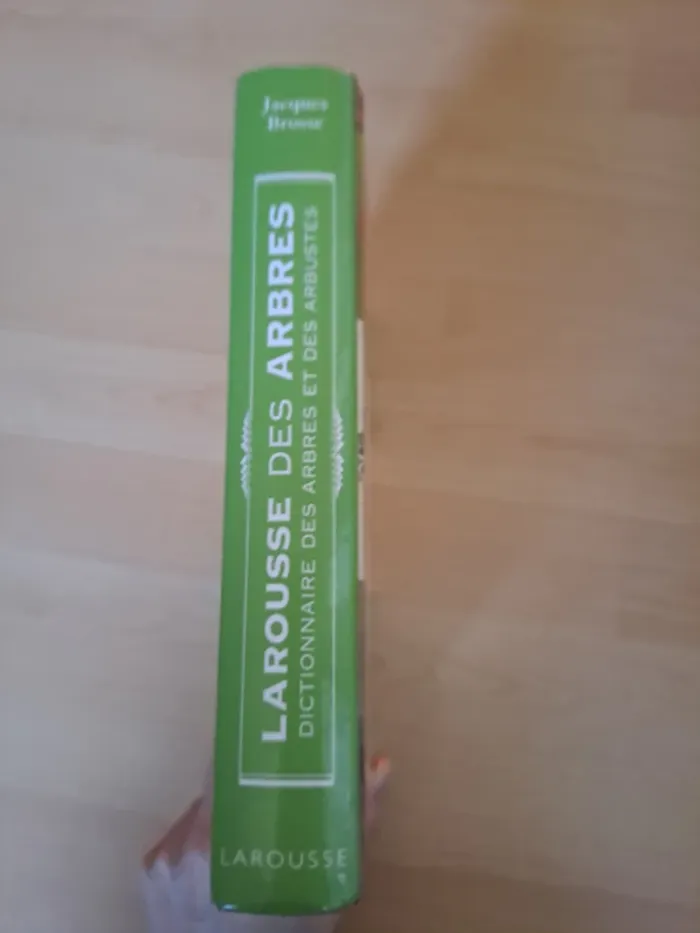 Jacques
Brosse
LAROUSSE DES ARBRES
DICTIONNAIRE DES ARBRES ET DES ARBUSTES
LAROUSSE